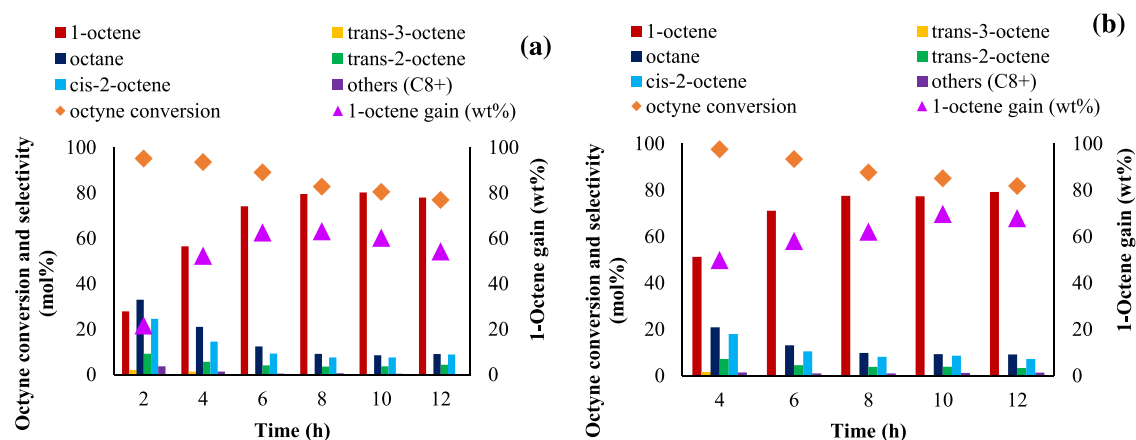 1-octene
trans-3-octene
(a)
octane
trans-2-octene
cis-2-octene
others (C8+)
octyne conversion
1-octene gain (wt%)
Octyne conversion and selectivity
(mol%)
100
80
60
40
20
0
100
80
60
40
20
0
1-Octene gain (wt%)
2 4 6 8 10 12
Time (h)
1-octene
trans-3-octene
(b)
octane
trans-2-octene
cis-2-octene
others (C8+)
octyne conversion
1-octene gain (wt%)
Octyne conversion and selectivity
(mol%)
100
80
60
40
20
0
100
80
60
40
20
0
1-Octene gain (wt%)
4 6 8 10 12
Time (h)